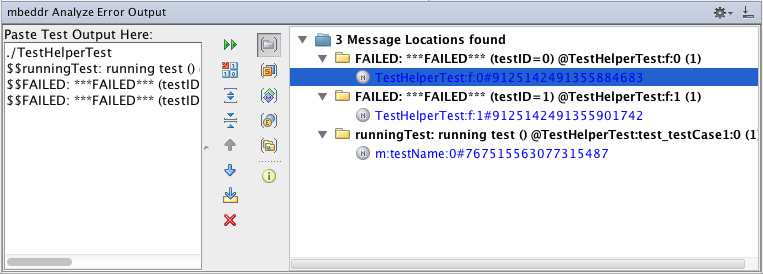 mbeddr Analyze Error Output
Paste Test Output Here:
./TestHelperTest
$$runningTest: running test ()
$$FAILED: ***FAILED*** (testID
$$FAILED: ***FAILED*** (testID
3 Message Locations found
FAILED: ***FAILED*** (testID=0) @TestHelperTest:f:0 (1)
TestHelperTest:f:0#9125142491355884683
FAILED: ***FAILED*** (testID=1) @TestHelperTest:f:1 (1)
TestHelperTest:f:1#9125142491355901742
runningTest: running test () @TestHelperTest:test_testCase1:0 (1)
m:testName:0#767515563077315487